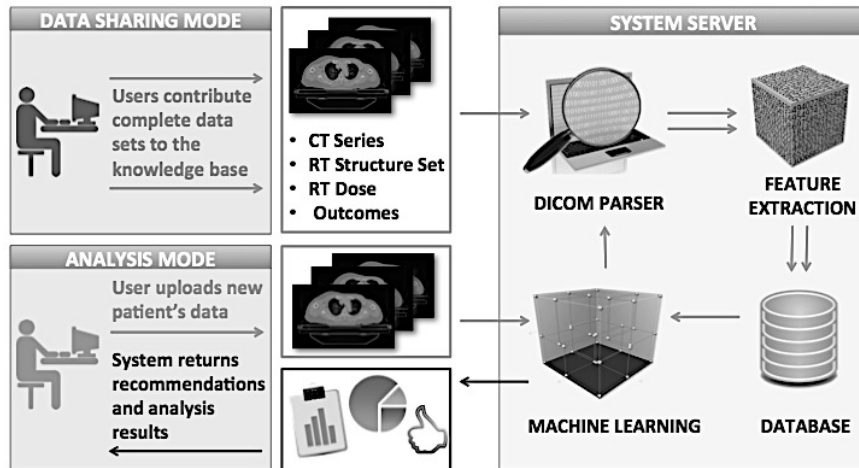 DATA SHARING MODE
Users contribute
complete data
sets to the
knowledge base
• CT Series
• RT Structure Set
• RT Dose
• Outcomes
SYSTEM SERVER
DICOM PARSER
FEATURE
EXTRACTION
ANALYSIS MODE
User uploads new
patient's data
System returns
recommendations
and analysis
results
MACHINE LEARNING
DATABASE